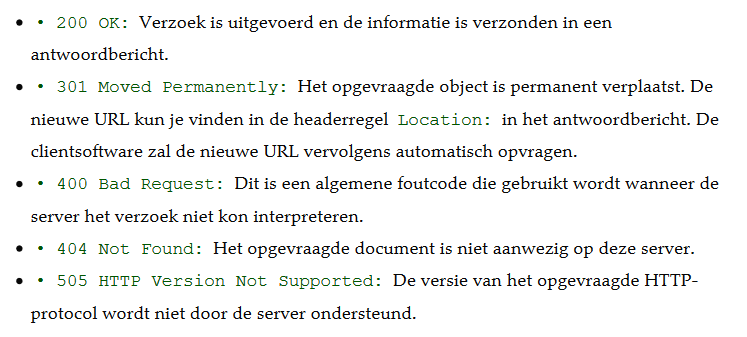 • • 200 OK: Verzoek is uitgevoerd en de informatie is verzonden in een
antwoordbericht.
• • 301 Moved Permanently: Het opgevraagde object is permanent verplaatst. De
nieuwe URL kun je vinden in de headerregel Location: in het antwoordbericht. De
clientsoftware zal de nieuwe URL vervolgens automatisch opvragen.
• • 400 Bad Request: Dit is een algemene foutcode die gebruikt wordt wanneer de
server het verzoek niet kon interpreteren.
• • 404 Not Found: Het opgevraagde document is niet aanwezig op deze server.
• • 505 HTTP Version Not Supported: De versie van het opgevraagde HTTP-
protocol wordt niet door de server ondersteund.